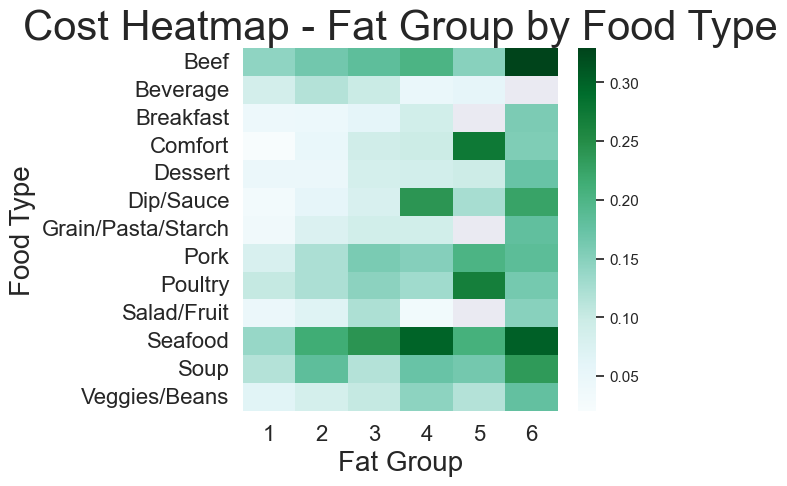 Cost Heatmap - Fat Group by Food Type
Food Type
Beef
Beverage
Breakfast
Comfort
Dessert
Dip/Sauce
Grain/Pasta/Starch
Pork
Poultry
Salad/Fruit
Seafood
Soup
Veggies/Beans
1 2 3 4 5 6
Fat Group
0.30
0.25
0.20
0.15
0.10
0.05